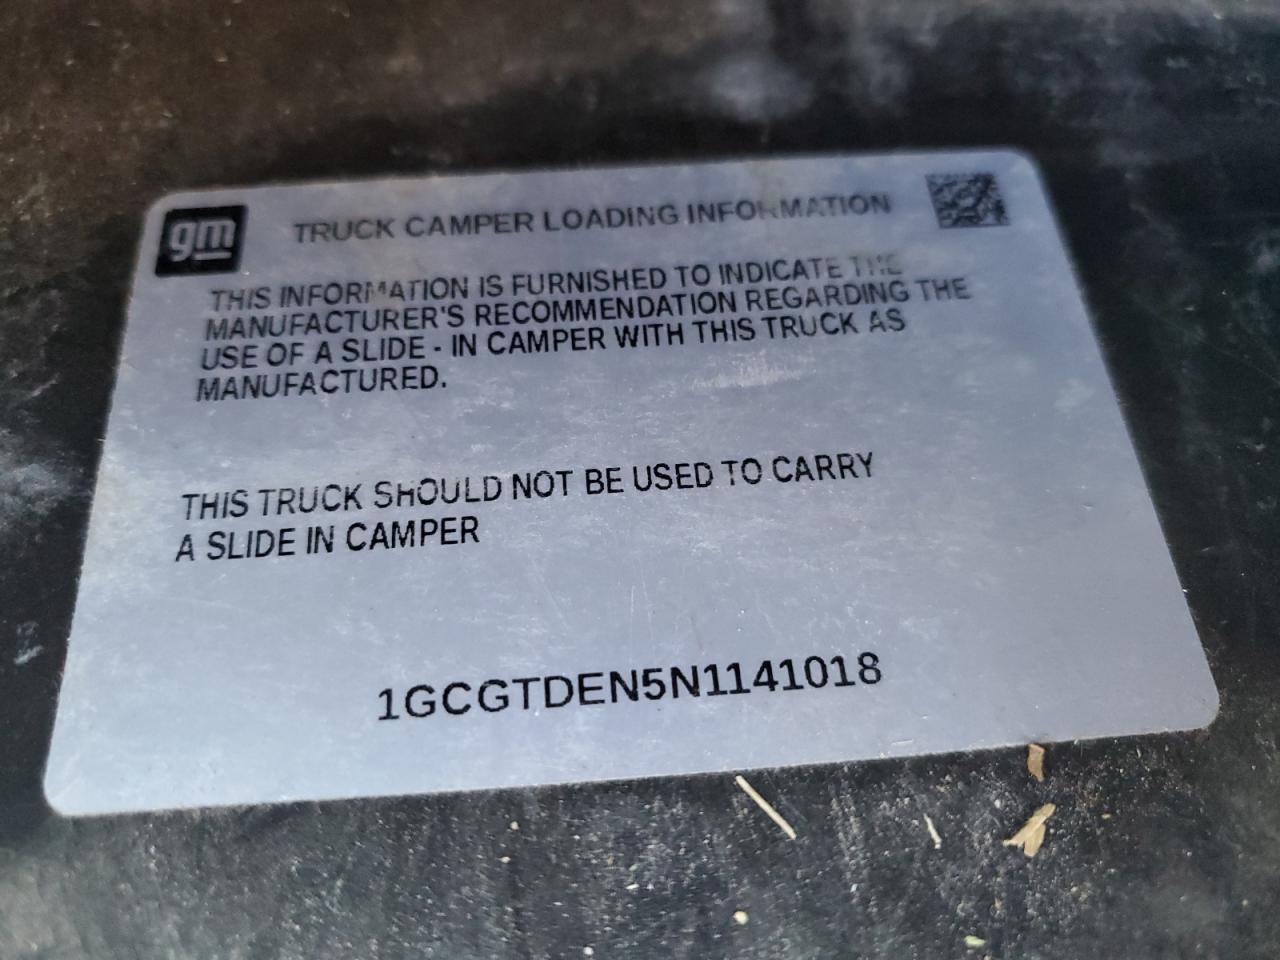 gm
TRUCK CAMPER LOADING INFORMATION
THIS INFORMATION IS FURNISHED TO INDICATE THE
MANUFACTURER'S RECOMMENDATION REGARDING THE
USE OF A SLIDE - IN CAMPER WITH THIS TRUCK AS
MANUFACTURED.
THIS TRUCK SHOULD NOT BE USED TO CARRY
A SLIDE IN CAMPER
1GCGTDEN5N1141018